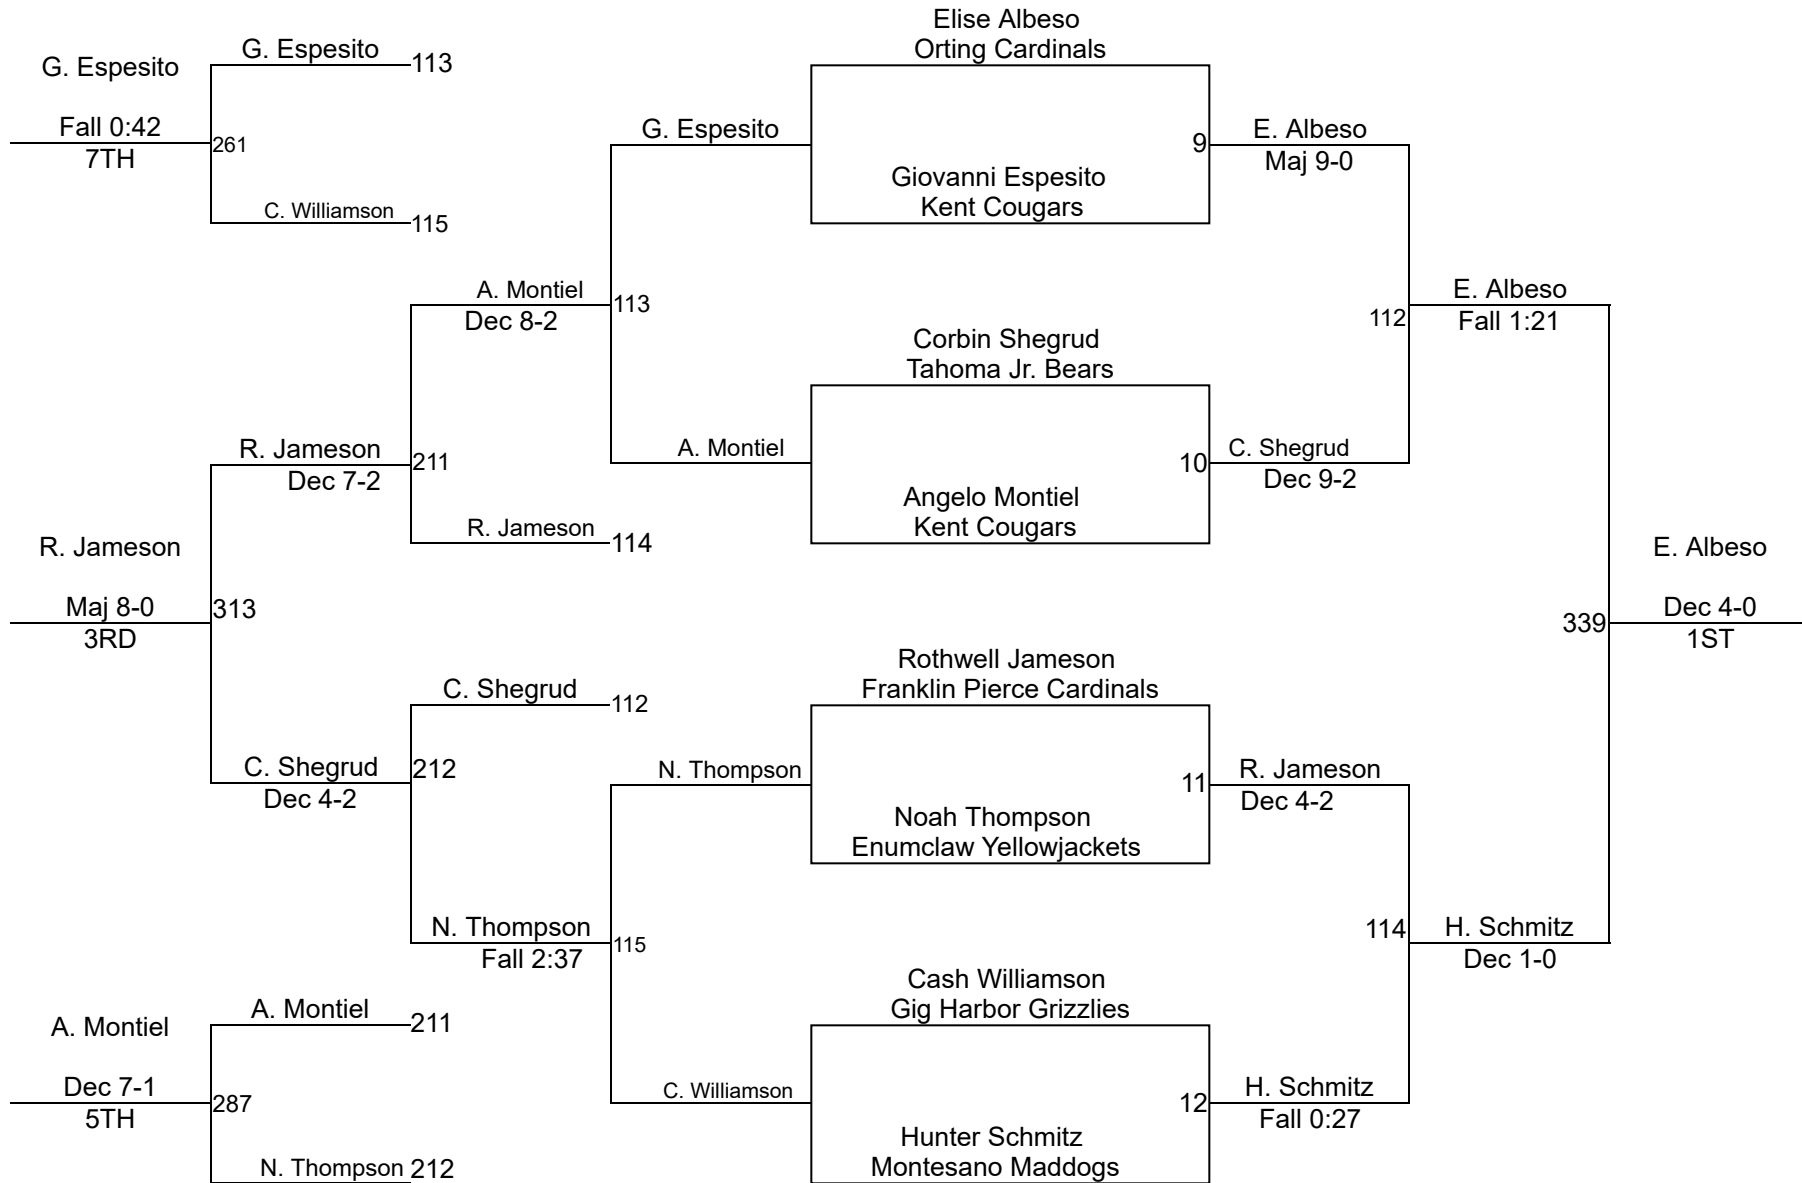 Elise Albeso
Orting Cardinals
G. Espesito
113
G. Espesito
Fall 0:42
7TH
261
C. Williamson
115
G. Espesito
9
E. Albeso
Maj 9-0
Giovanni Espesito
Kent Cougars
A. Montiel
Dec 8-2
113
E. Albeso
Fall 1:21
112
Corbin Shegrud
Tahoma Jr. Bears
R. Jameson
Dec 7-2
211
A. Montiel
10
C. Shegrud
Dec 9-2
Angelo Montiel
Kent Cougars
R. Jameson
114
R. Jameson
Maj 8-0
3RD
313
E. Albeso
Dec 4-0
1ST
339
Rothwell Jameson
Franklin Pierce Cardinals
C. Shegrud
112
C. Shegrud
Dec 4-2
212
N. Thompson
11
R. Jameson
Dec 4-2
Noah Thompson
Enumclaw Yellowjackets
N. Thompson
Fall 2:37
115
114
H. Schmitz
Dec 1-0
Cash Williamson
Gig Harbor Grizzlies
A. Montiel
211
A. Montiel
Dec 7-1
5TH
287
C. Williamson
12
H. Schmitz
Fall 0:27
Hunter Schmitz
Montesano Maddogs
N. Thompson
212